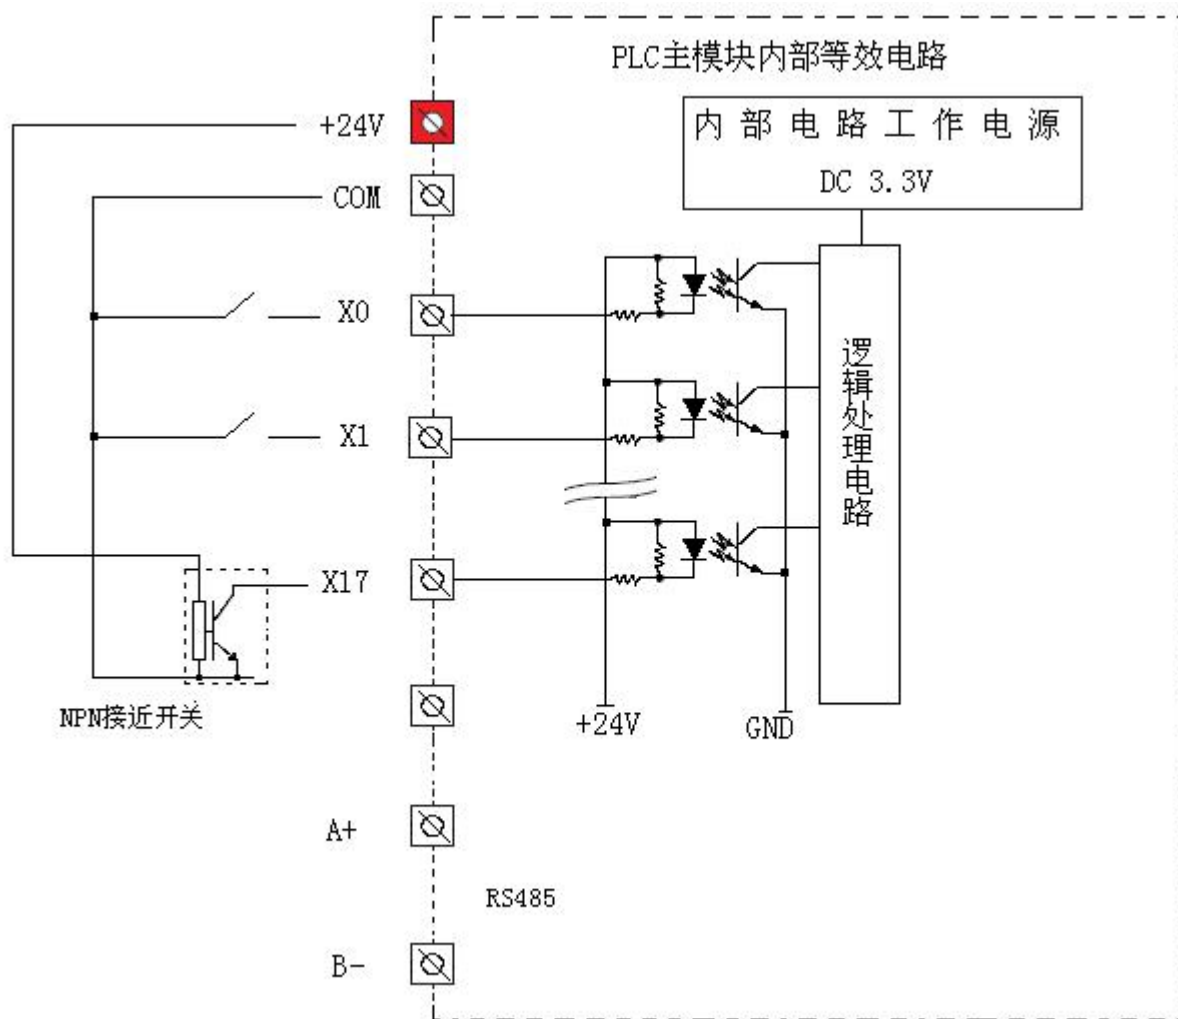 PLC主模块内部等效电路
+24V
内部电路工作电源
DC 3.3V
COM
X0
X1
逻辑处理电路
X17
NPN接近开关
+24V
GND
A+
RS485
B-